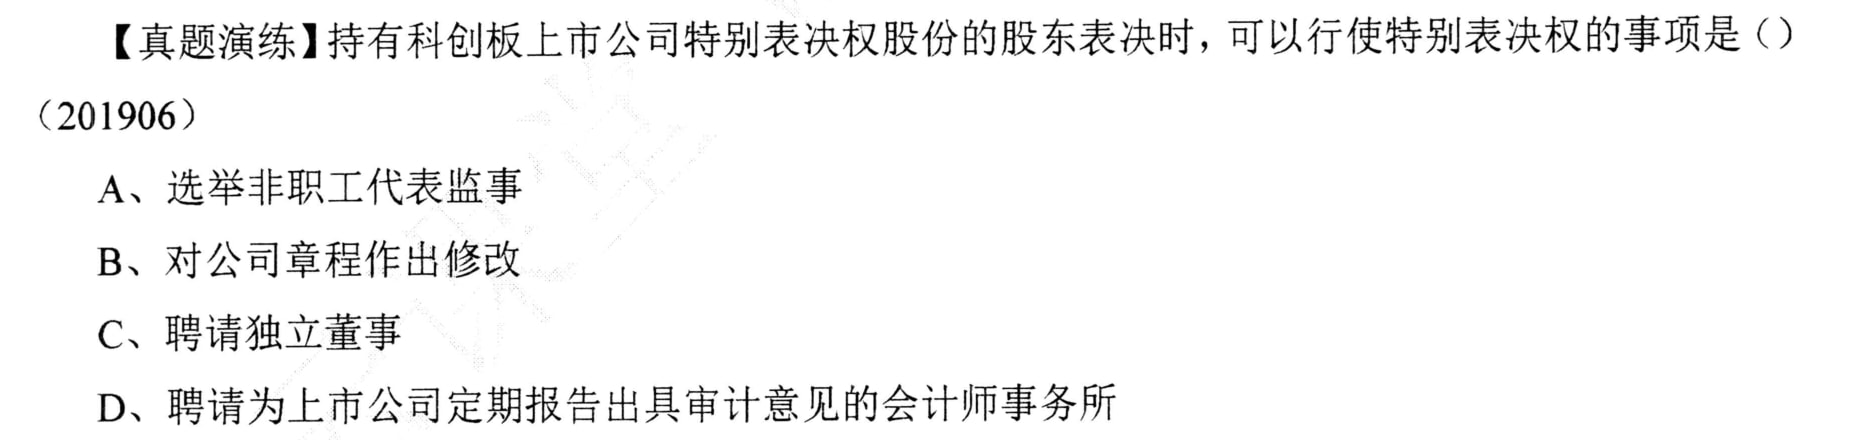 【真题演练】持有科创板上市公司特别表决权股份的股东表决时，可以行使特别表决权的事项是（）
（201906）
A、选举非职工代表监事
B、对公司章程作出修改
C、聘请独立董事
D、聘请为上市公司定期报告出具审计意见的会计师事务所